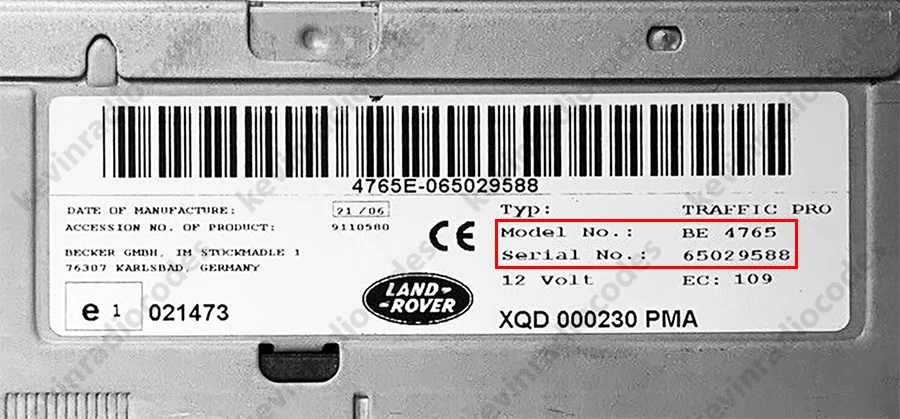 4765E-065029588
DATE OF MANUFACTURE: 21/06
ACCESSION NO. OF PRODUCT: 9110580
BECKER GMBH, IM STOCKMADLE 1
76307 KARLSBAD, GERMANY
e 1 021473
CE
LAND-
-ROVER
Typ: TRAFFIC PRO
Model No.: BE 4765
Serial No.: 65029588
12 Volt EC: 109
XQD 000230 PMA
kevinradiocodes